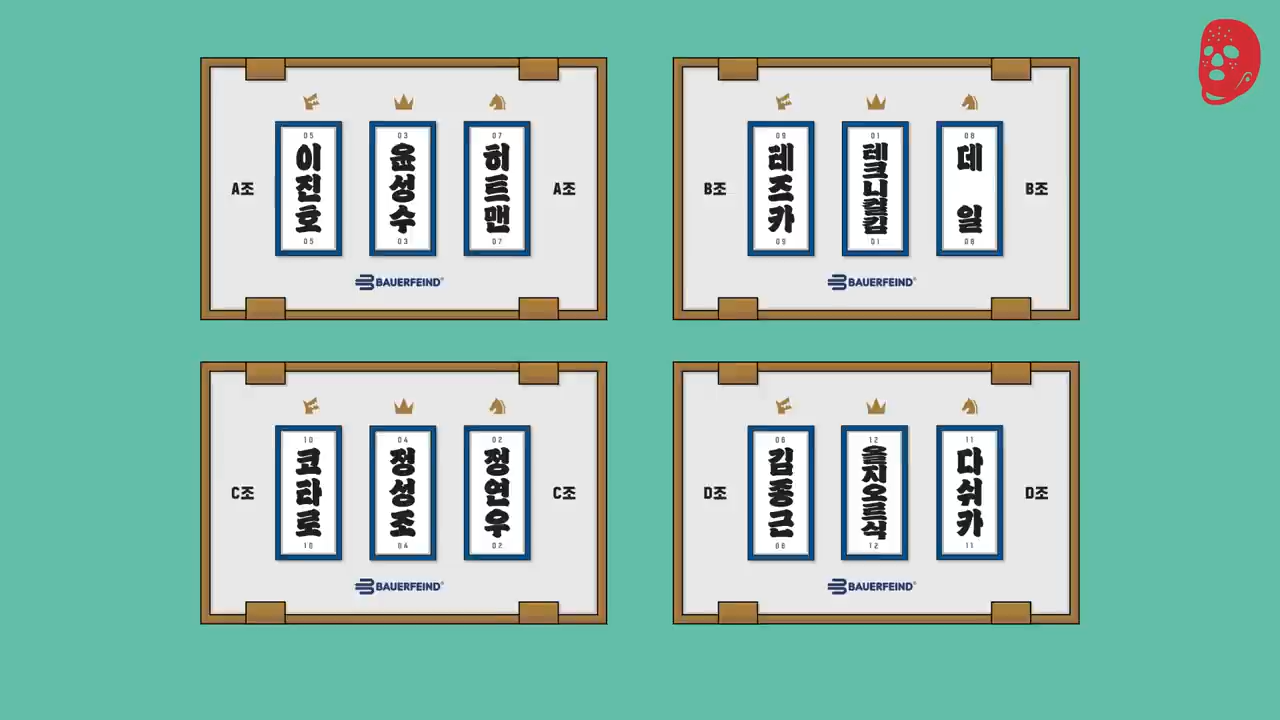 A조
05
이진호
05
03
윤성수
03
07
히트맨
07
A조
BAUERFEIND®
B조
09
테즈카
09
01
테크니컬김
01
08
데일
08
B조
BAUERFEIND®
C조
10
코타로
10
04
정성조
04
02
정연우
02
C조
BAUERFEIND®
D조
06
김종근
06
12
을지오르식
12
11
다쉬카
11
D조
BAUERFEIND®